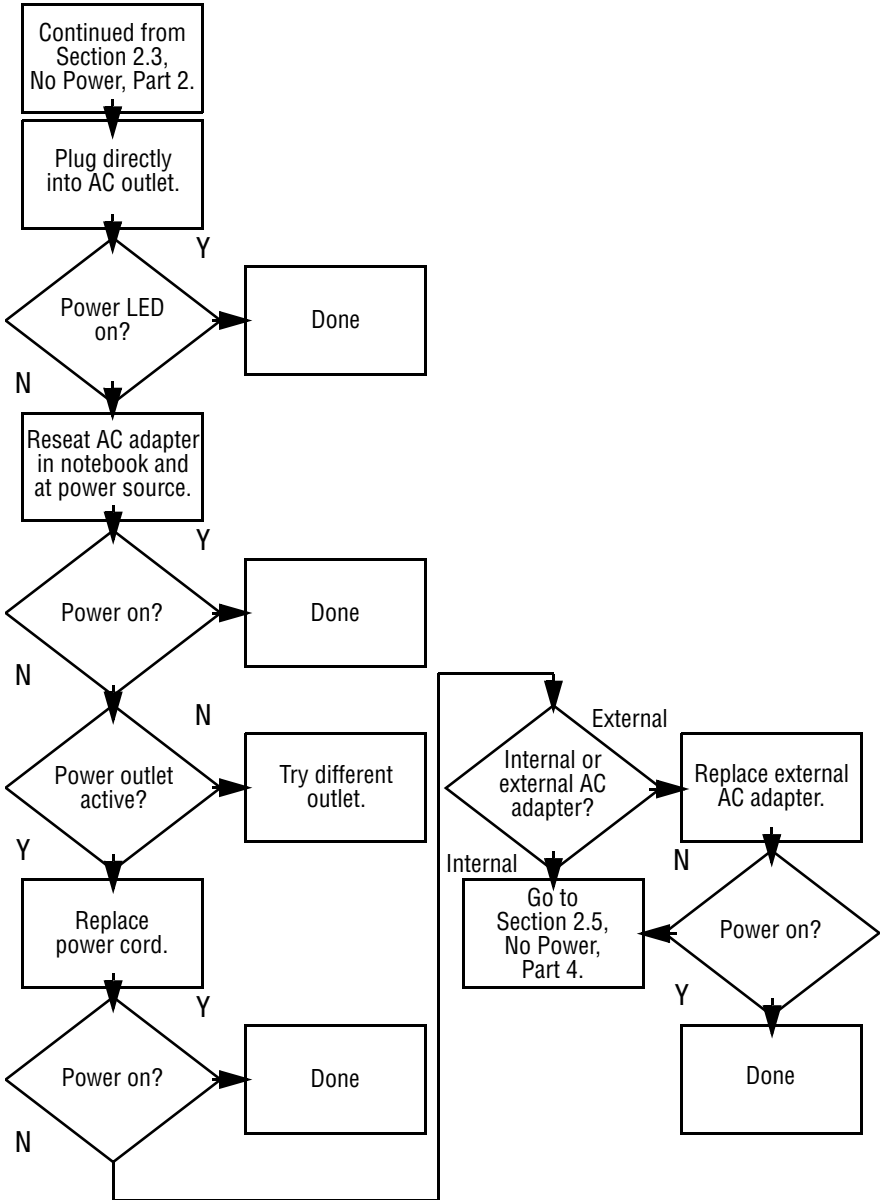 Continued from
Section 2.3,
No Power, Part 2.
Plug directly
into AC outlet.
Y
Power LED
on?
Done
N
Reseat AC adapter
in notebook and
at power source.
Y
Power on?
Done
N
N
Power outlet
active?
Try different
outlet.
Y
Replace
power cord.
Y
Power on?
Done
N
External
Internal or
external AC
adapter?
Replace external
AC adapter.
Internal
N
Go to
Section 2.5,
No Power,
Part 4.
Power on?
Y
Done